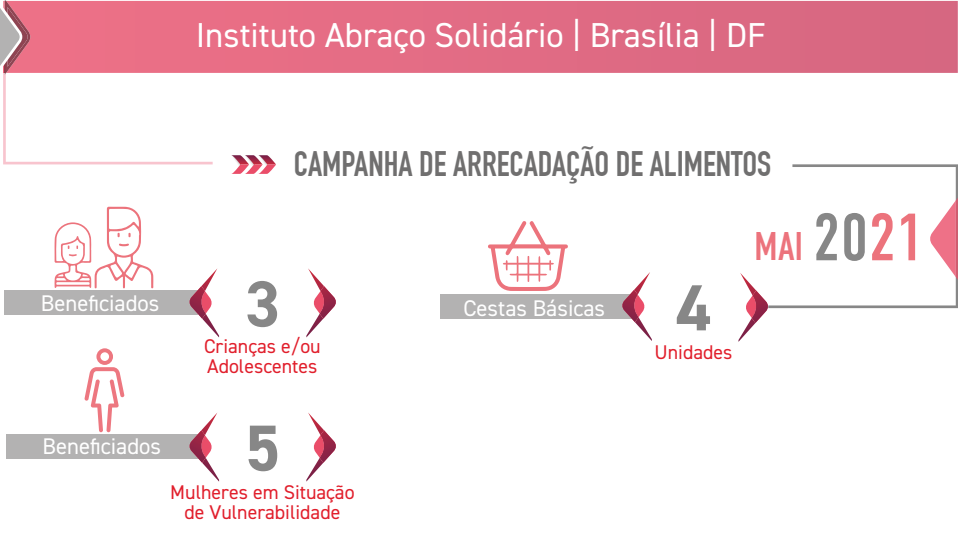 Instituto Abraço Solidário | Brasília | DF
CAMPANHA DE ARRECADAÇÃO DE ALIMENTOS
MAI 2021
Beneficiados
3
Crianças e/ou
Adolescentes
Cestas Básicas
4
Unidades
Beneficiados
5
Mulheres em Situação
de Vulnerabilidade